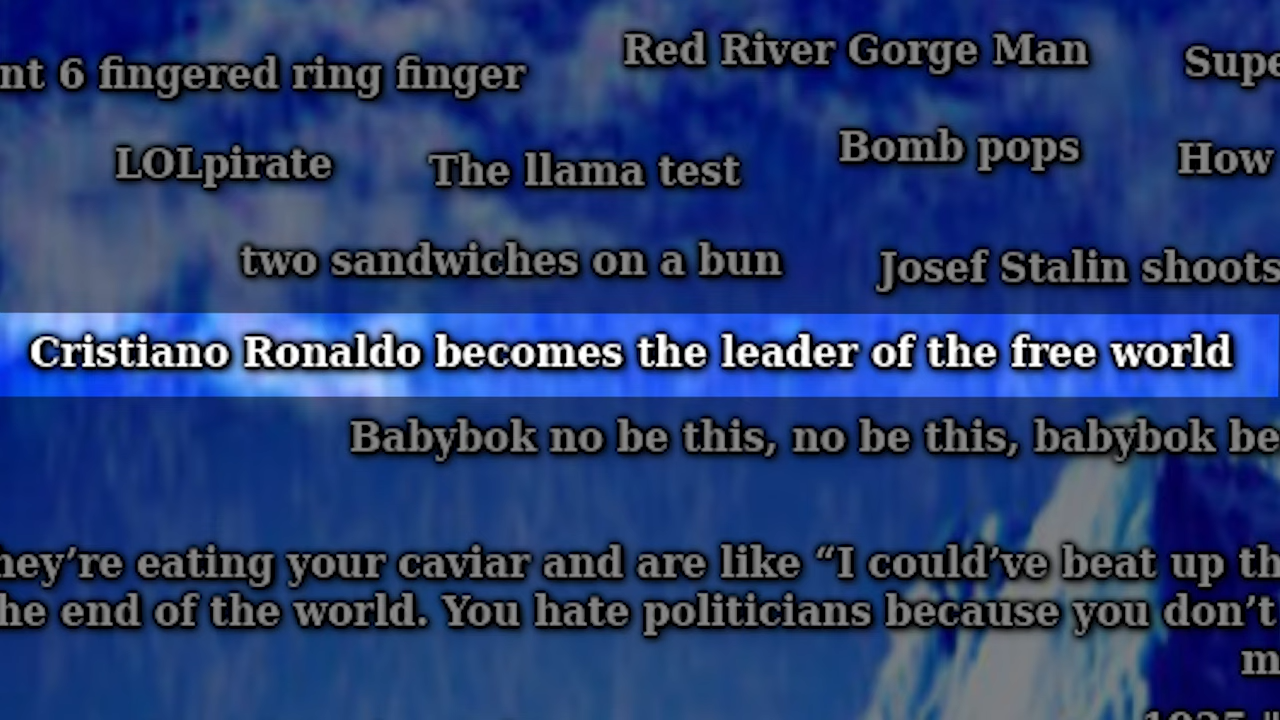 Red River Gorge Man
nt 6 fingered ring finger
LOLpirate The llama test Bomb pops How
two sandwiches on a bun Josef Stalin shoots
Cristiano Ronaldo becomes the leader of the free world
Babybok no be this, no be this, babybok be
hey’re eating your caviar and are like “I could’ve beat up th
he end of the world. You hate politicians because you don’t